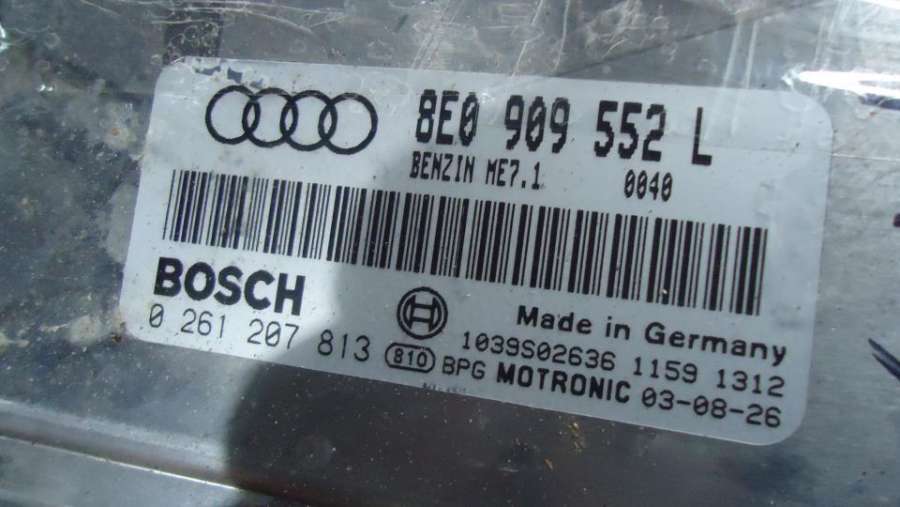 8E0 909 552 L
BENZIN ME7.1 0040
BOSCH
Made in Germany
0 261 207 813
1039S02636 1159 1312
810 BPG MOTRONIC 03-08-26